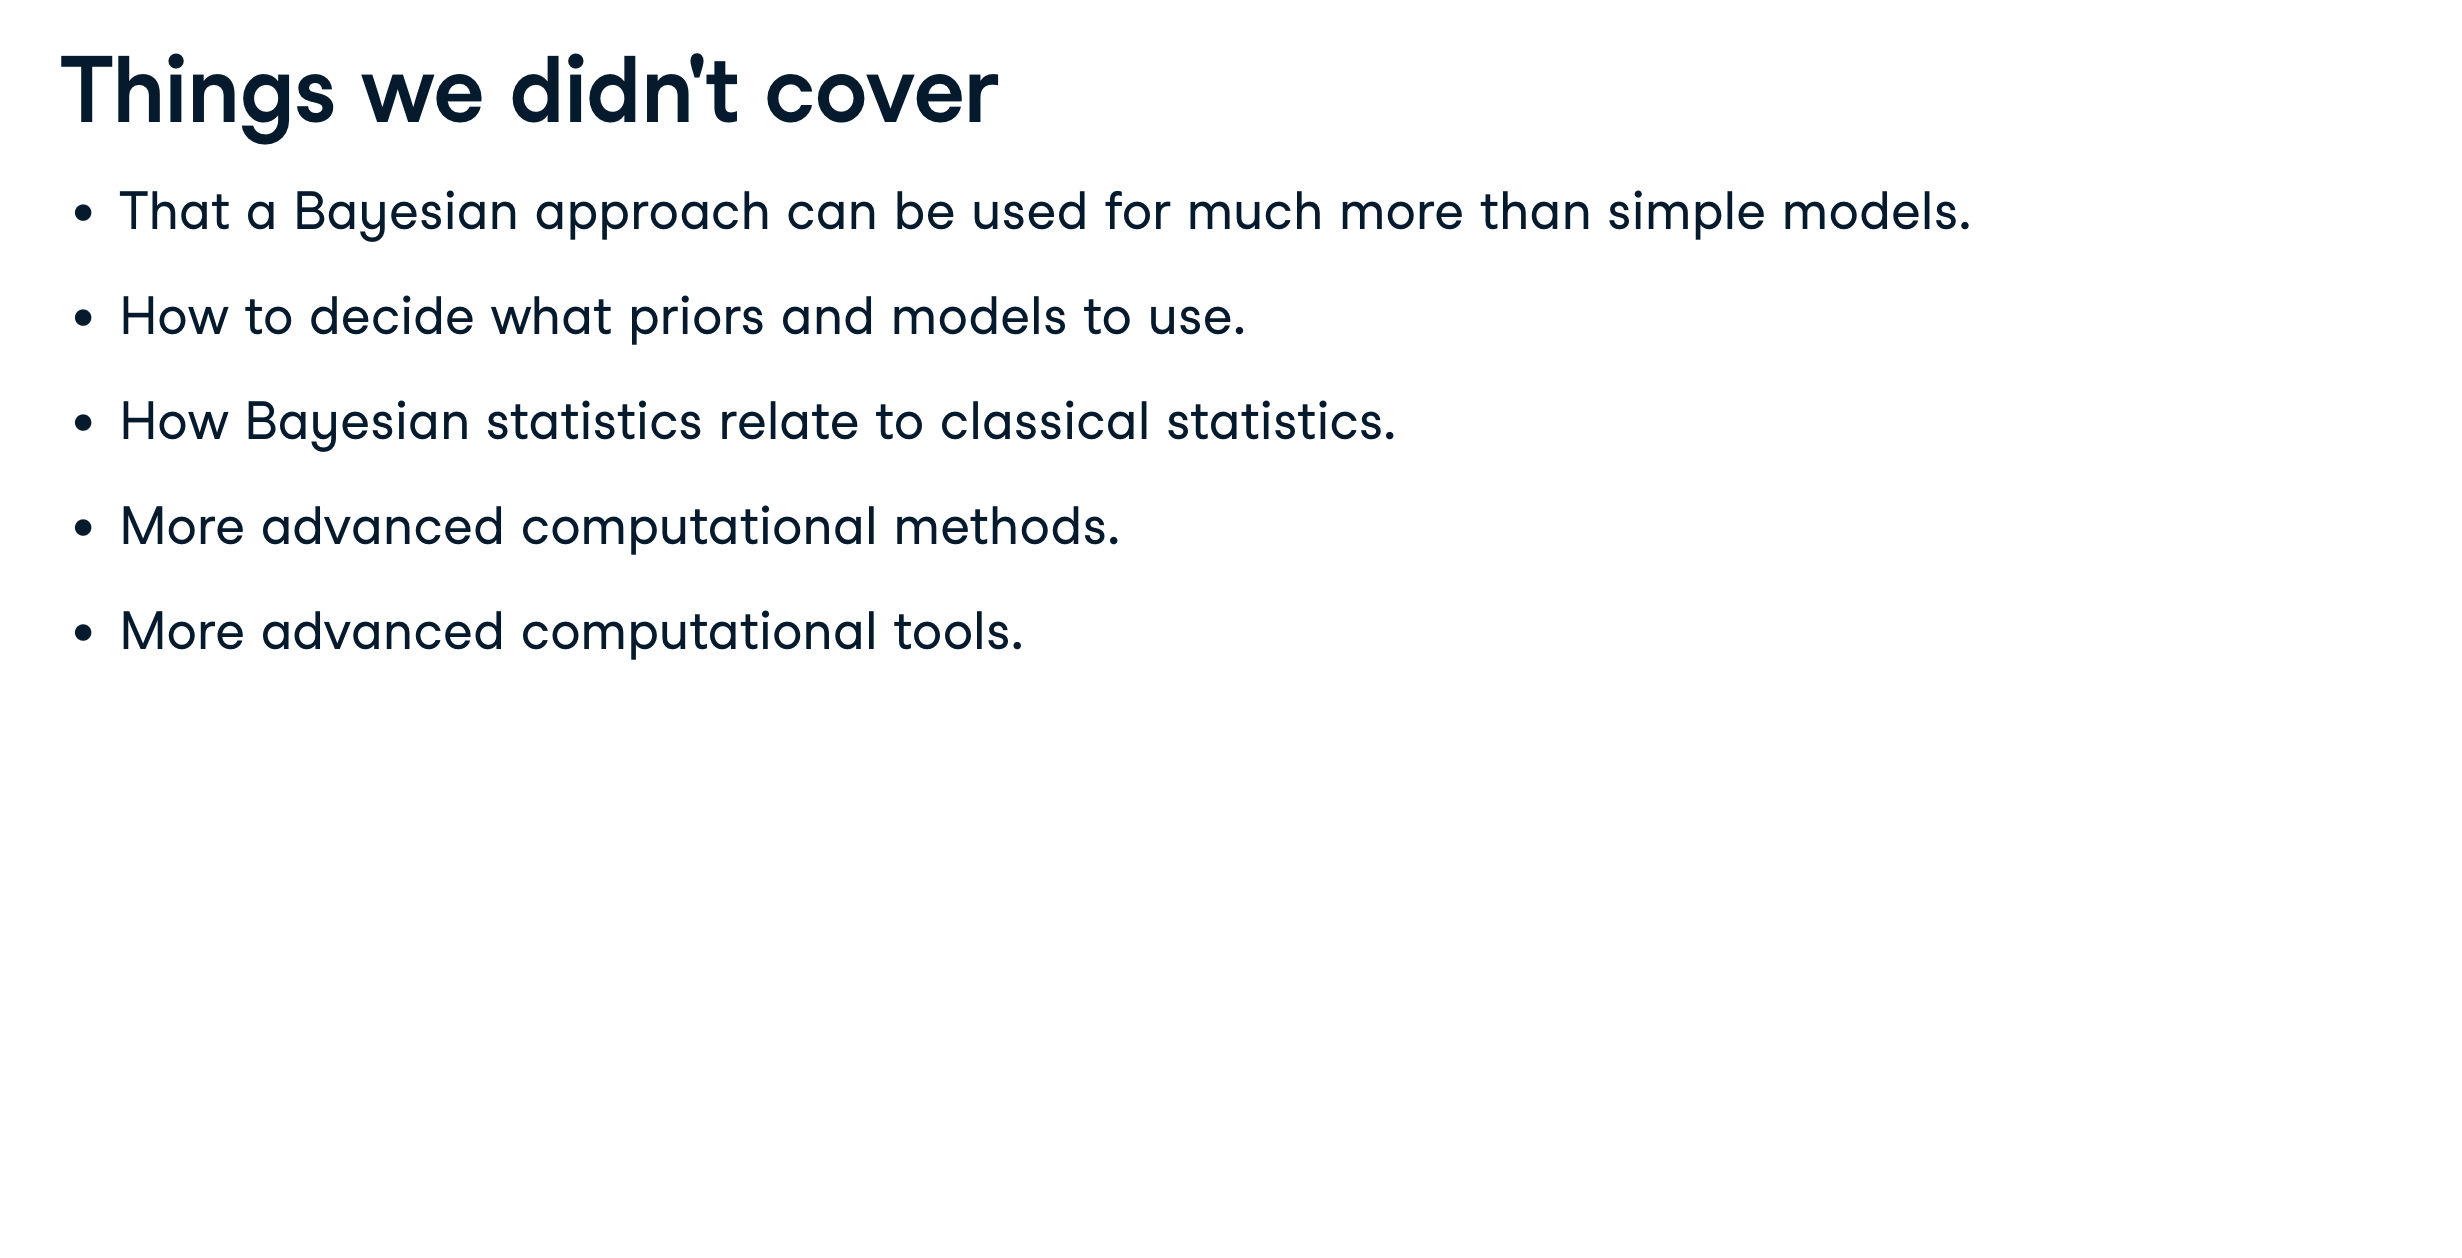 Things we didn't cover
• That a Bayesian approach can be used for much more than simple models.
• How to decide what priors and models to use.
• How Bayesian statistics relate to classical statistics.
• More advanced computational methods.
• More advanced computational tools.